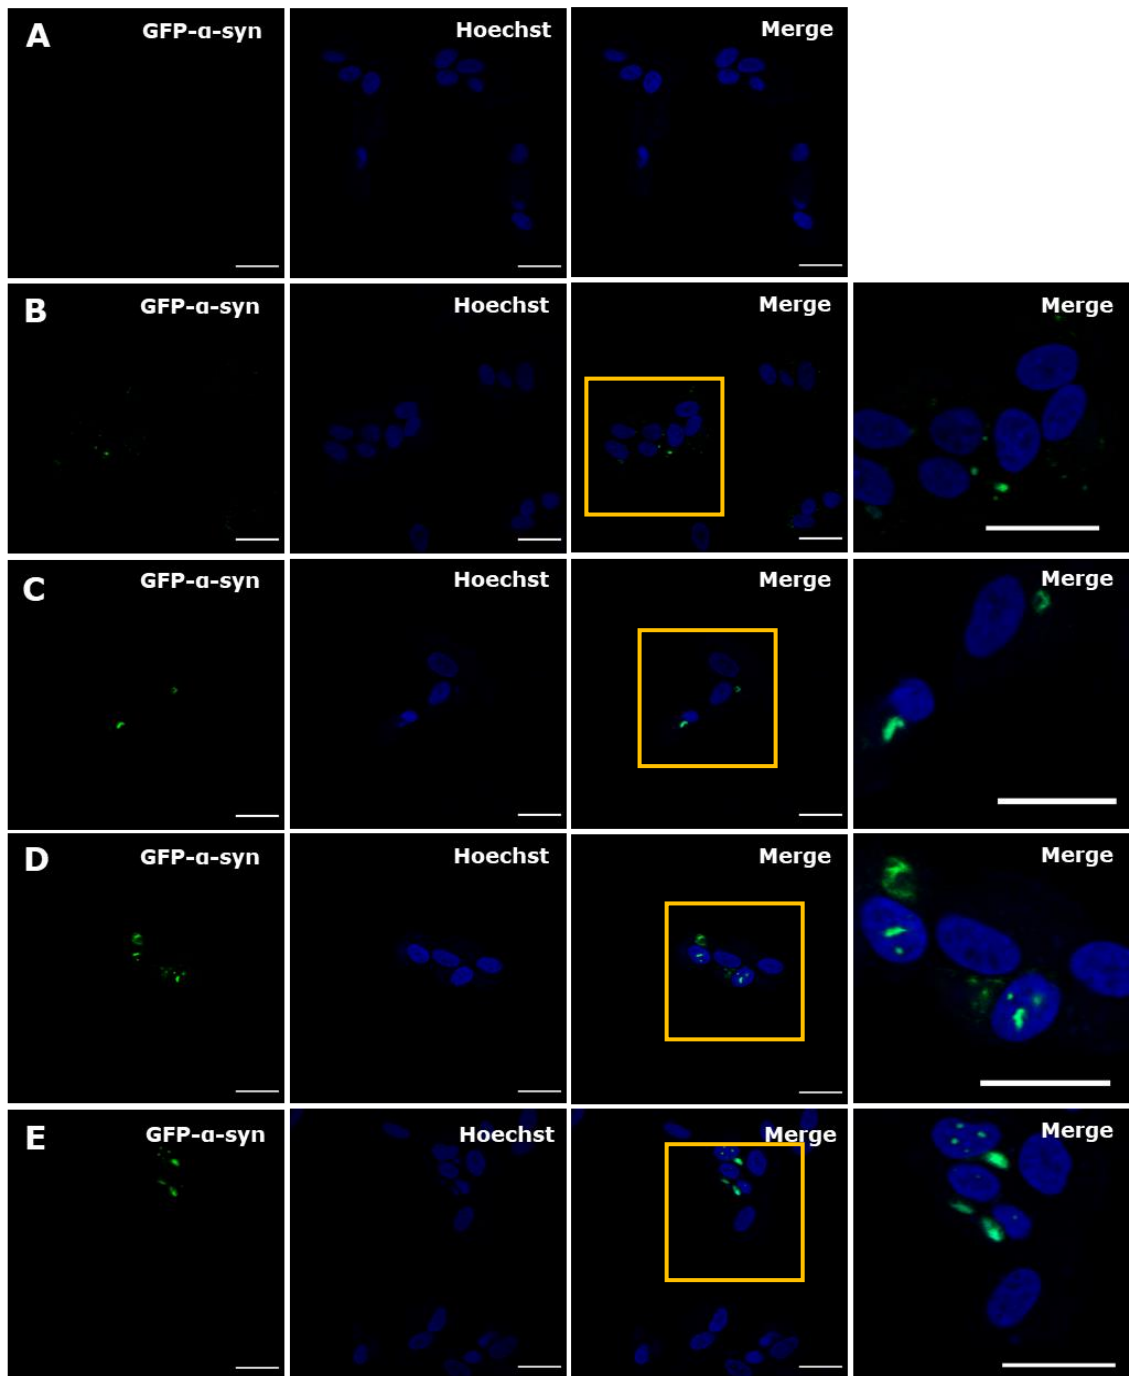 A GFP-α-syn Hoechst Merge
B GFP-α-syn Hoechst Merge Merge
C GFP-α-syn Hoechst Merge Merge
D GFP-α-syn Hoechst Merge Merge
E GFP-α-syn Hoechst Merge Merge